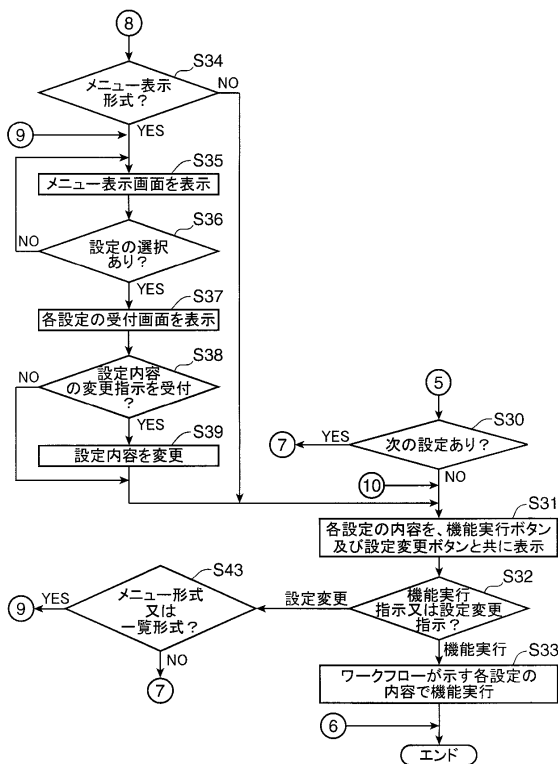 8
S34
メニュー表示
形式?
NO
9
YES
S35
メニュー表示画面を表示
S36
NO
設定の選択
あり?
YES
S37
各設定の受付画面を表示
S38
NO
設定内容
の変更指示を受付
?
YES
S39
設定内容を変更
5
S30
7
YES
次の設定あり?
NO
10
S31
各設定の内容を、機能実行ボタン
及び設定変更ボタンと共に表示
S43
S32
9
YES
メニュー形式
又は
一覧形式?
設定変更
機能実行
指示又は設定変更
指示?
NO
7
機能実行
S33
ワークフローが示す各設定の
内容で機能実行
6
エンド